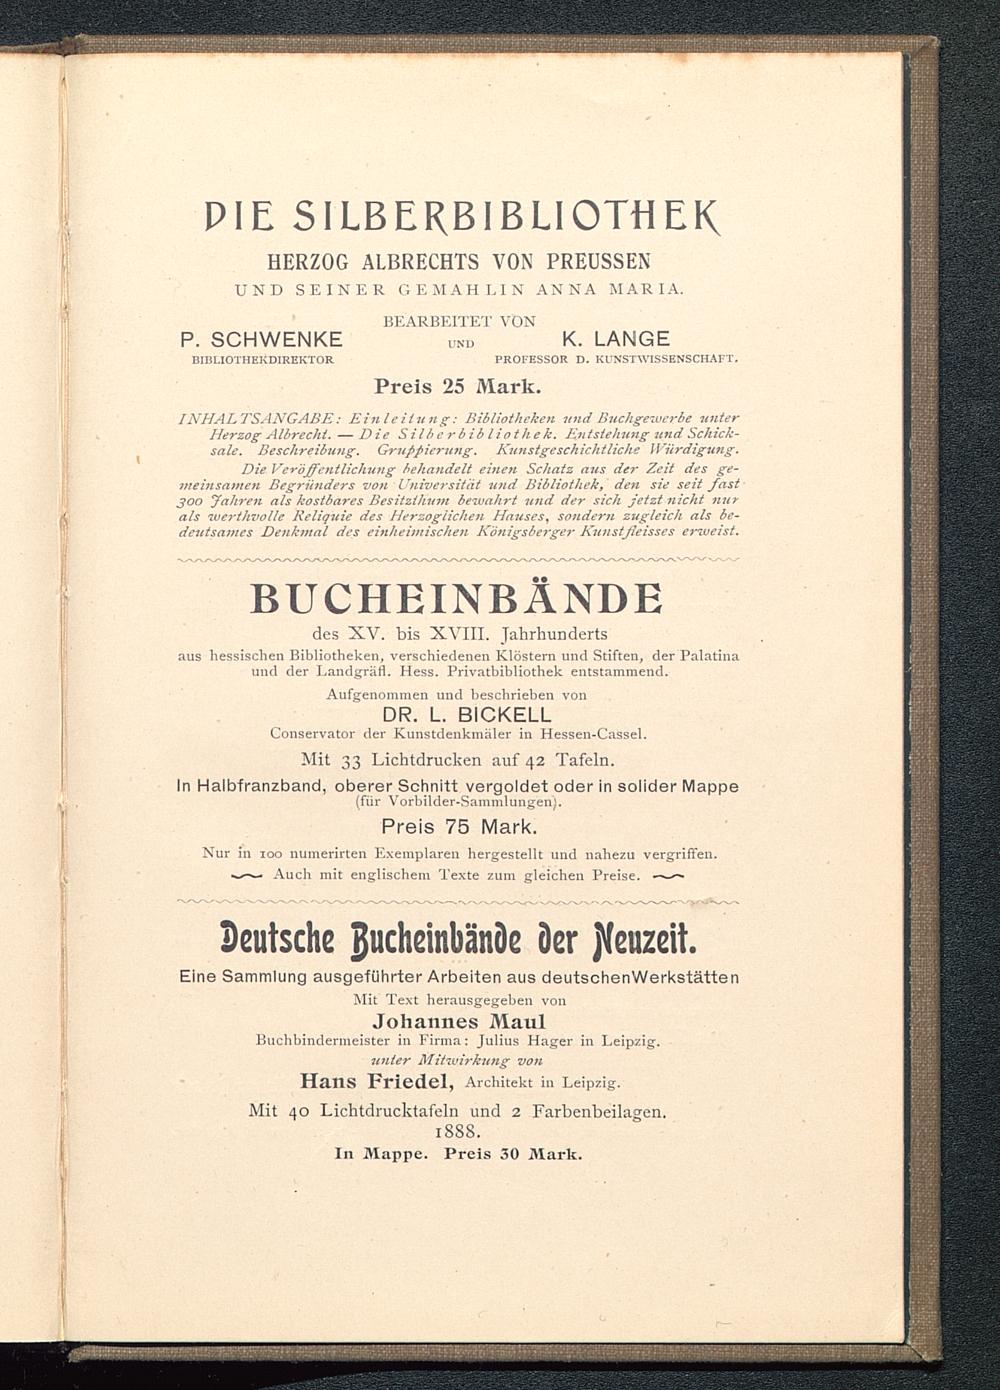 DIE SILBERBIBLIOTHEK
HERZOG ALBRECHTS VON PREUSSEN
UND SEINER GEMAHLIN ANNA MARIA.
BEARBEITET VON
P. SCHWENKE UND K. LANGE
BIBLIOTHEKDIREKTOR PROFESSOR D. KUNSTWISSENSCHAFT.
Preis 25 Mark.
INHALTSANGABE: Einleitung: Bibliotheken und Buchgewerbe unter
Herzog Albrecht. — Die Silberbibliothek. Entstehung und Schick-
sale. Beschreibung. Gruppierung. Kunstgeschichtliche Würdigung.
Die Veröffentlichung behandelt einen Schatz aus der Zeit des ge-
meinsamen Begründers von Universität und Bibliothek, den sie seit fast
300 Jahren als kostbares Besitzthum bewahrt und der sich jetzt nicht nur
als werthvolle Reliquie des Herzoglichen Hauses, sondern zugleich als be-
deutsames Denkmal des einheimischen Königsberger Kunstfleisses erweist.
BUCHEINBÄNDE
des XV. bis XVIII. Jahrhunderts
aus hessischen Bibliotheken, verschiedenen Klöstern und Stiften, der Palatina
und der Landgräfl. Hess. Privatbibliothek entstammend.
Aufgenommen und beschrieben von
DR. L. BICKELL
Conservator der Kunstdenkmäler in Hessen-Cassel.
Mit 33 Lichtdrucken auf 42 Tafeln.
In Halbfranzband, oberer Schnitt vergoldet oder in solider Mappe
(für Vorbilder-Sammlungen).
Preis 75 Mark.
Nur in 100 numerirten Exemplaren hergestellt und nahezu vergriffen.
Auch mit englischem Texte zum gleichen Preise.
Deutsche Bucheinbände der Neuzeit.
Eine Sammlung ausgeführter Arbeiten aus deutschen Werkstätten
Mit Text herausgegeben von
Johannes Maul
Buchbindermeister in Firma: Julius Hager in Leipzig.
unter Mitwirkung von
Hans Friedel, Architekt in Leipzig.
Mit 40 Lichtdrucktafeln und 2 Farbenbeilagen.
1888.
In Mappe. Preis 30 Mark.